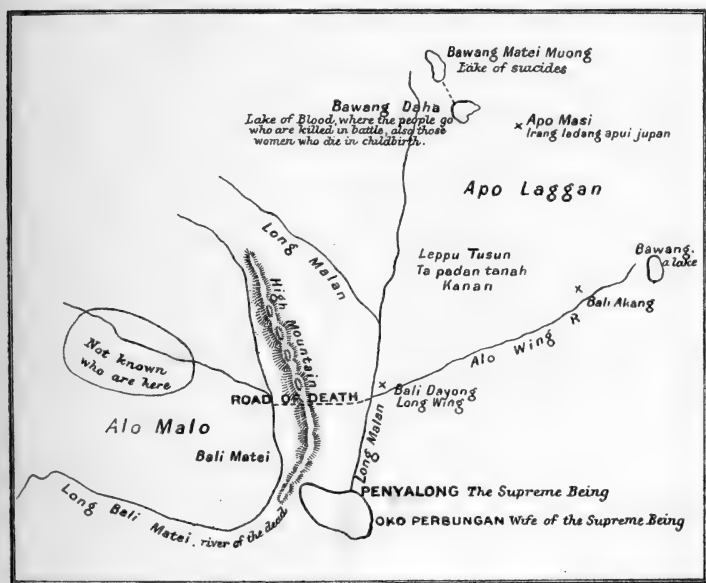 Bawang Matei Muong
Lake of suicides
Bawang Daha
Lake of Blood, where the people go
who are killed in battle, also those
women who die in childbirth.
Apo Masi
Irang ladang apui jupan
Apo Laggan
Long Malan
Leppu Tusun
Ta padan tanah
Kanan
Bawang.
a lake
High Mountain
Bali Akang
Alo Wing R
Not known
who are here
ROAD OF DEATH
Bali Dayong
Long Wing
Alo Malo
Bali Matei
Long Malan
PENYALONG The Supreme Being
Long Bali Matei, river of the dead
OKO PERBUNGAN Wife of the Supreme Being